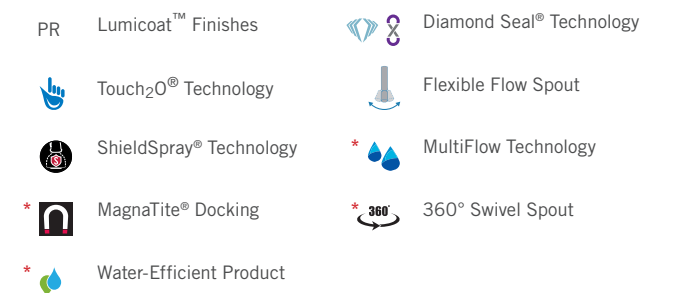 PR Lumicoat™ Finishes
Touch2O® Technology
ShieldSpray® Technology
* MagnaTite® Docking
* Water-Efficient Product
Diamond Seal® Technology
Flexible Flow Spout
* MultiFlow Technology
* 360° 360° Swivel Spout